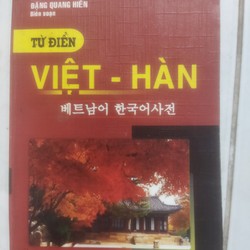 ĐẶNG QUANG HIỂN
Biên soạn
TỪ ĐIỂN
VIỆT - HÀN
베트남어 한국어사전